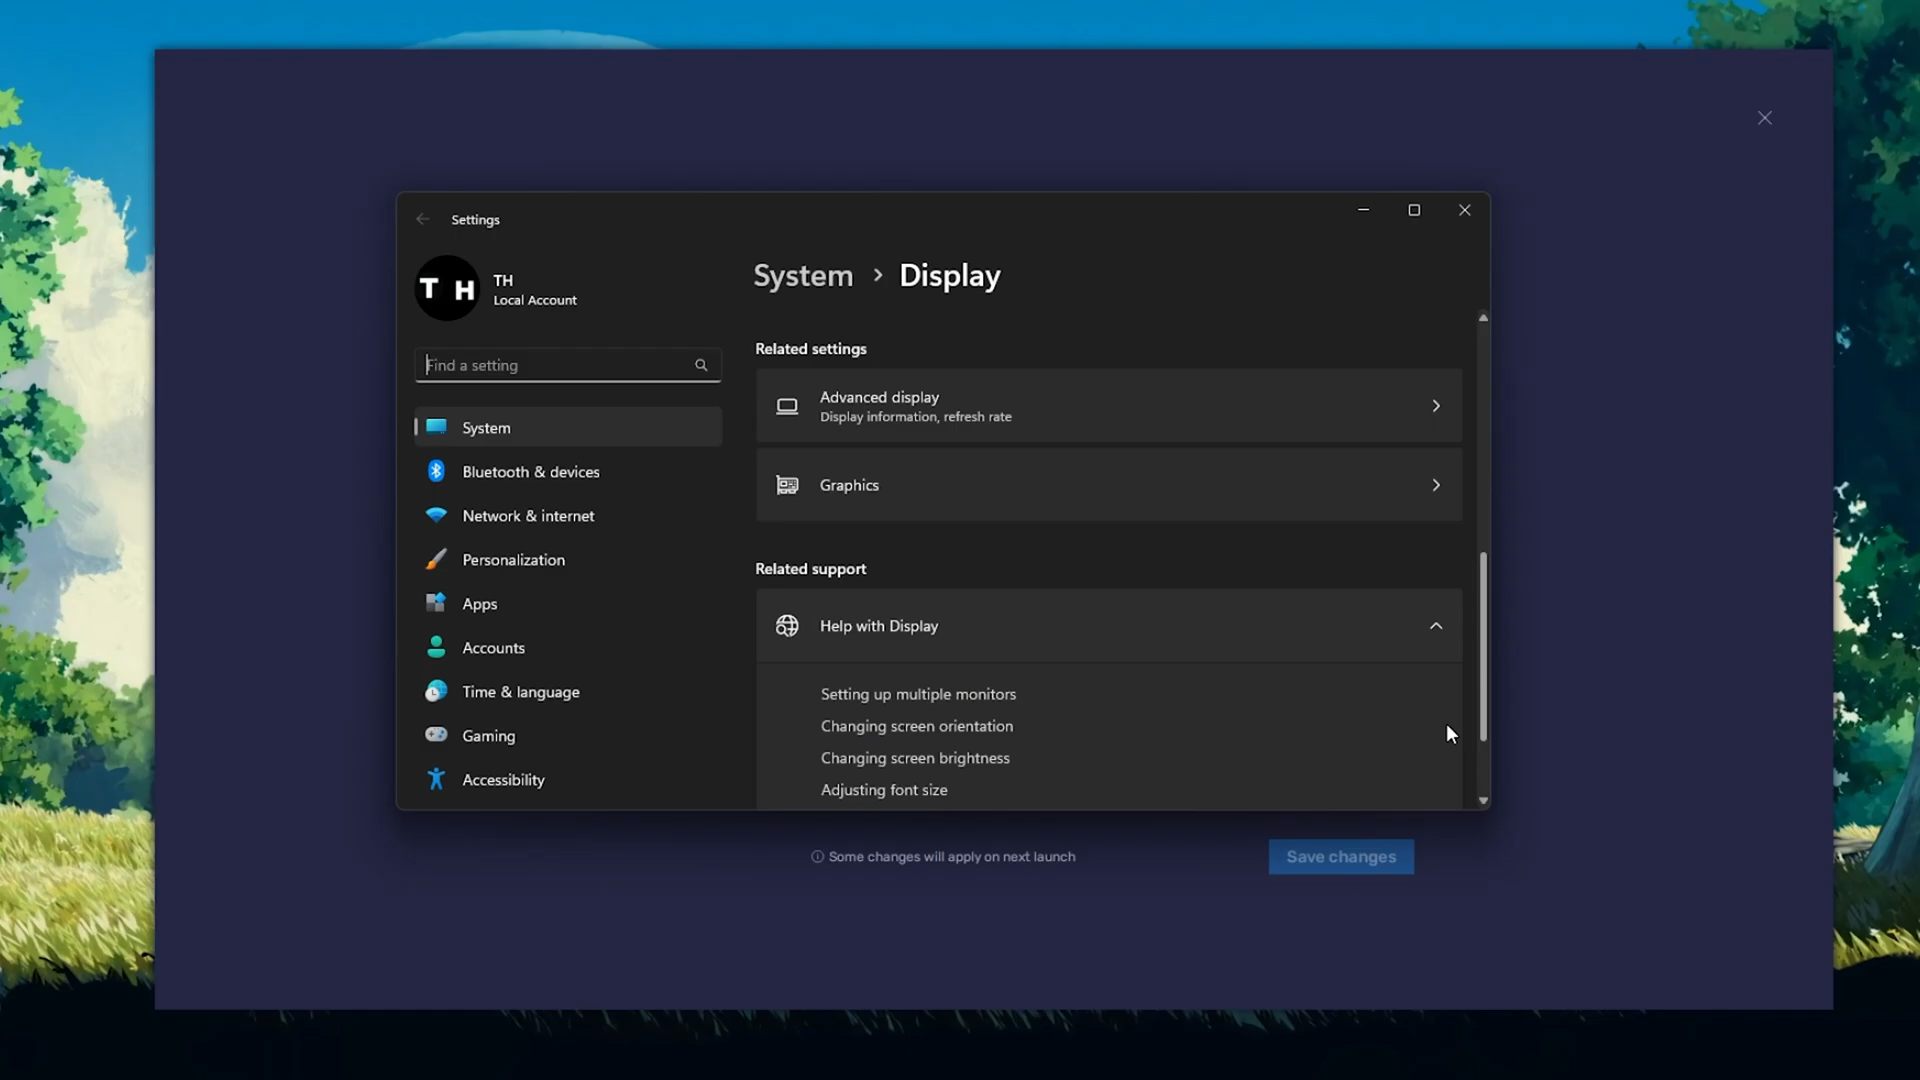 Settings
TH
TH
Local Account
Find a setting
System
Bluetooth & devices
Network & internet
Personalization
Apps
Accounts
Time & language
Gaming
Accessibility
System > Display
Related settings
Advanced display
Display information, refresh rate
Graphics
Related support
Help with Display
Setting up multiple monitors
Changing screen orientation
Changing screen brightness
Adjusting font size
Some changes will apply on next launch
Save changes